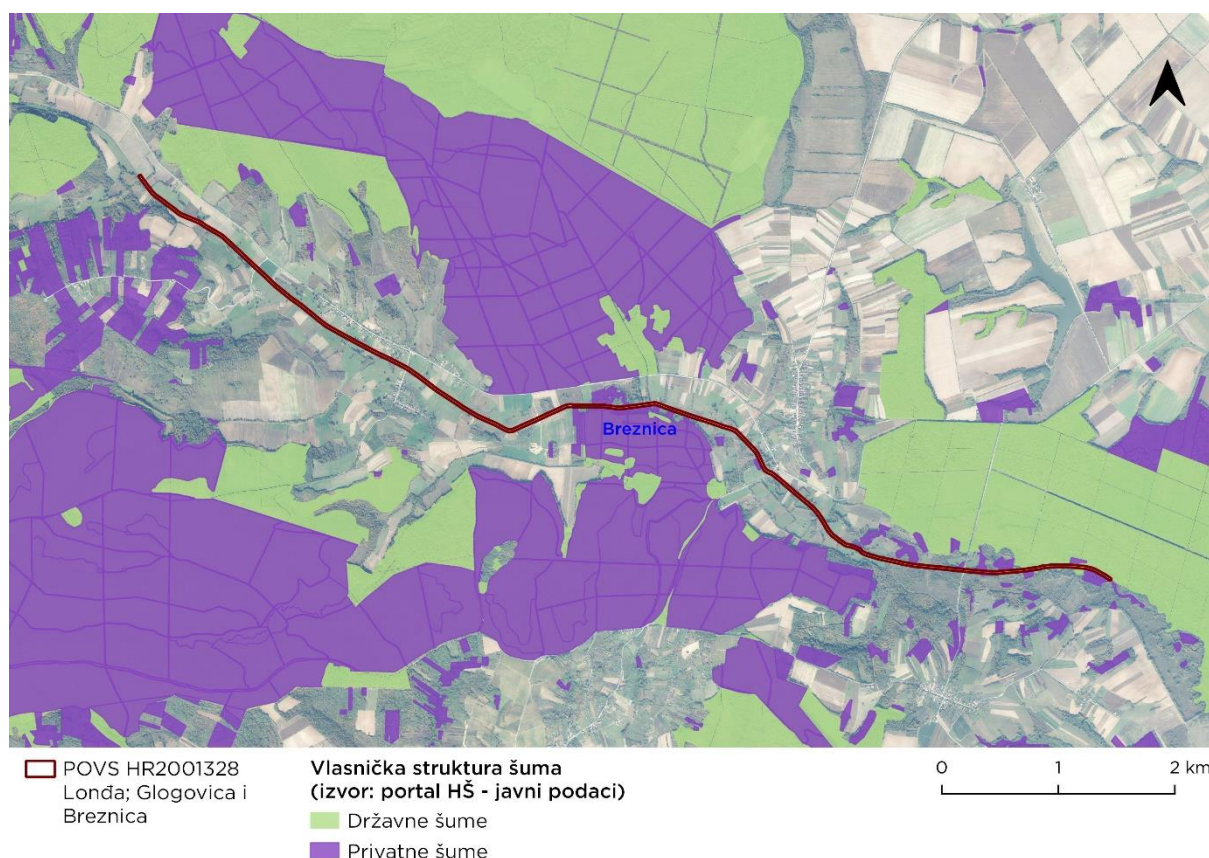 Breznica
POVS HR2001328
Lonđa; Glogovica i
Breznica
Vlasnička struktura šuma
(izvor: portal HŠ - javni podaci)
Državne šume
Privatne šume
0 1 2 km